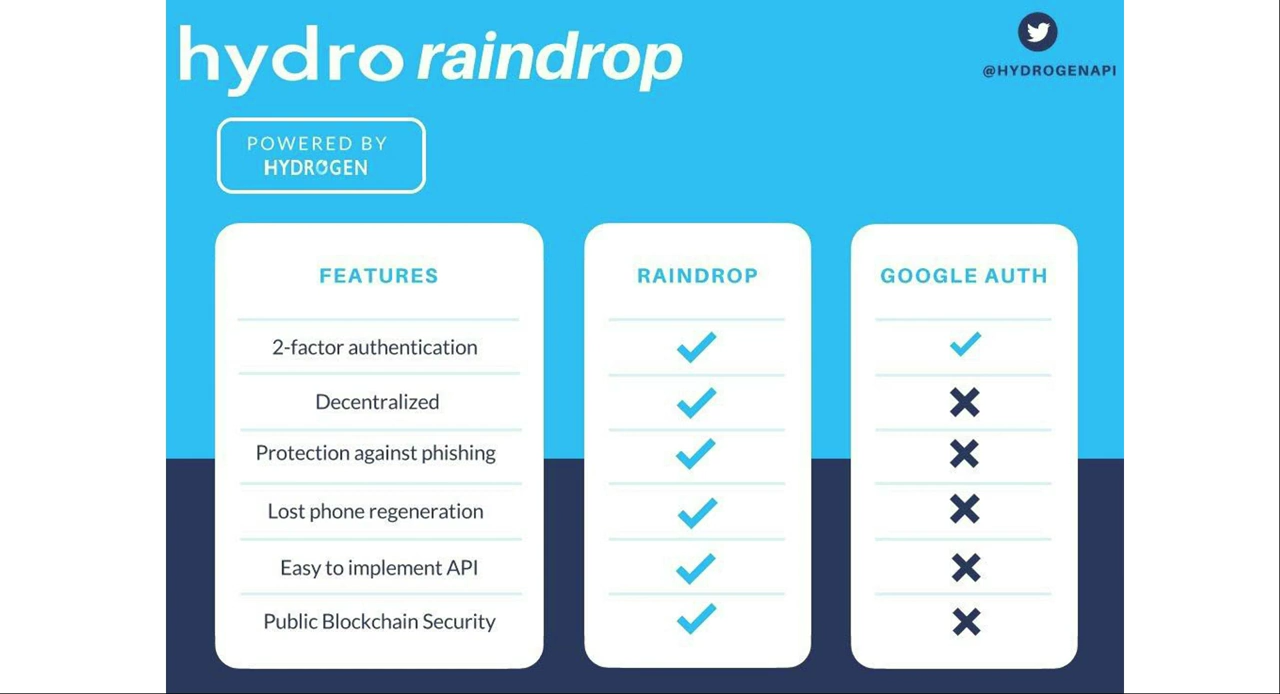 hydro raindrop
@HYDROGENAPI
POWERED BY
HYDROGEN
FEATURES RAINDROP GOOGLE AUTH
2-factor authentication
Decentralized
Protection against phishing
Lost phone regeneration
Easy to implement API
Public Blockchain Security